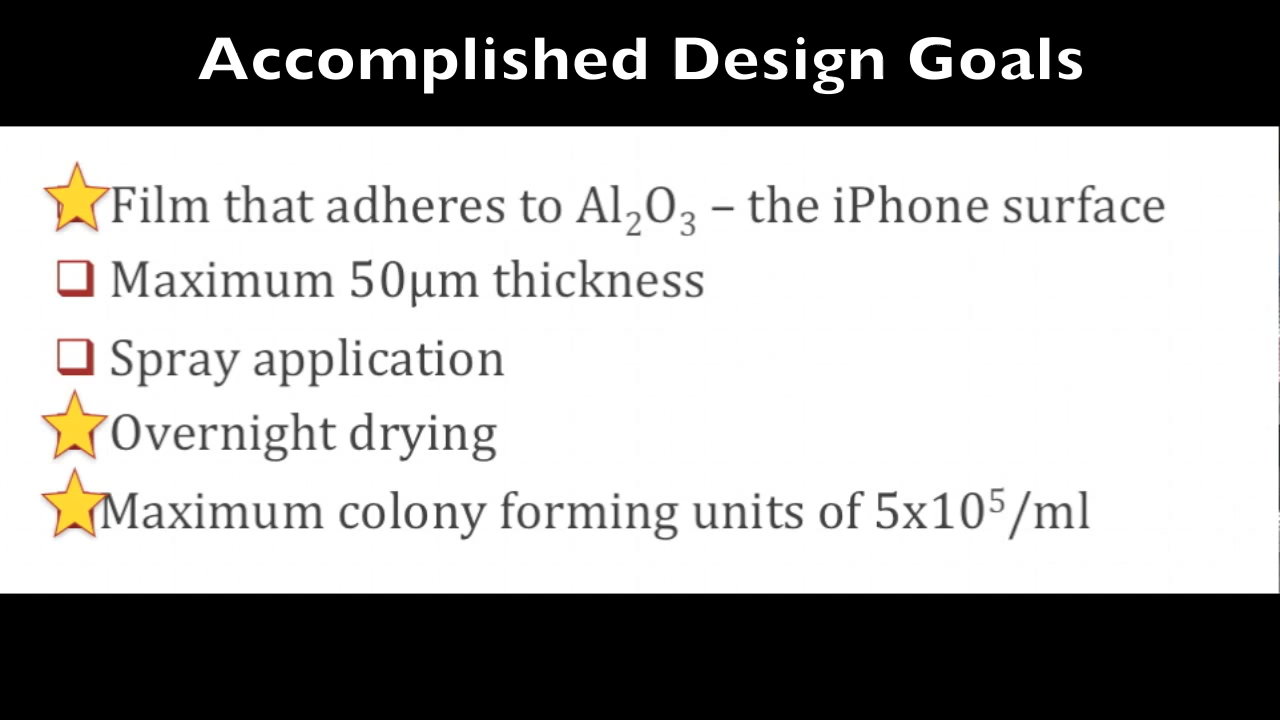 Accomplished Design Goals
Film that adheres to Al₂O₃ – the iPhone surface
Maximum 50μm thickness
Spray application
Overnight drying
Maximum colony forming units of 5x10⁵/ml